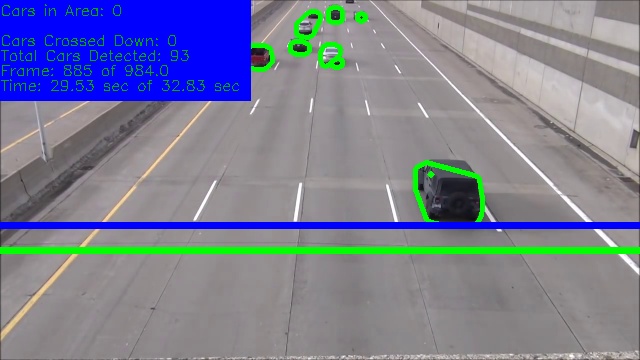 Cars in Area: 0
Cars Crossed Down: 0
Total Cars Detected: 93
Frame: 885 of 984.0
Time: 29.53 sec of 32.83 sec